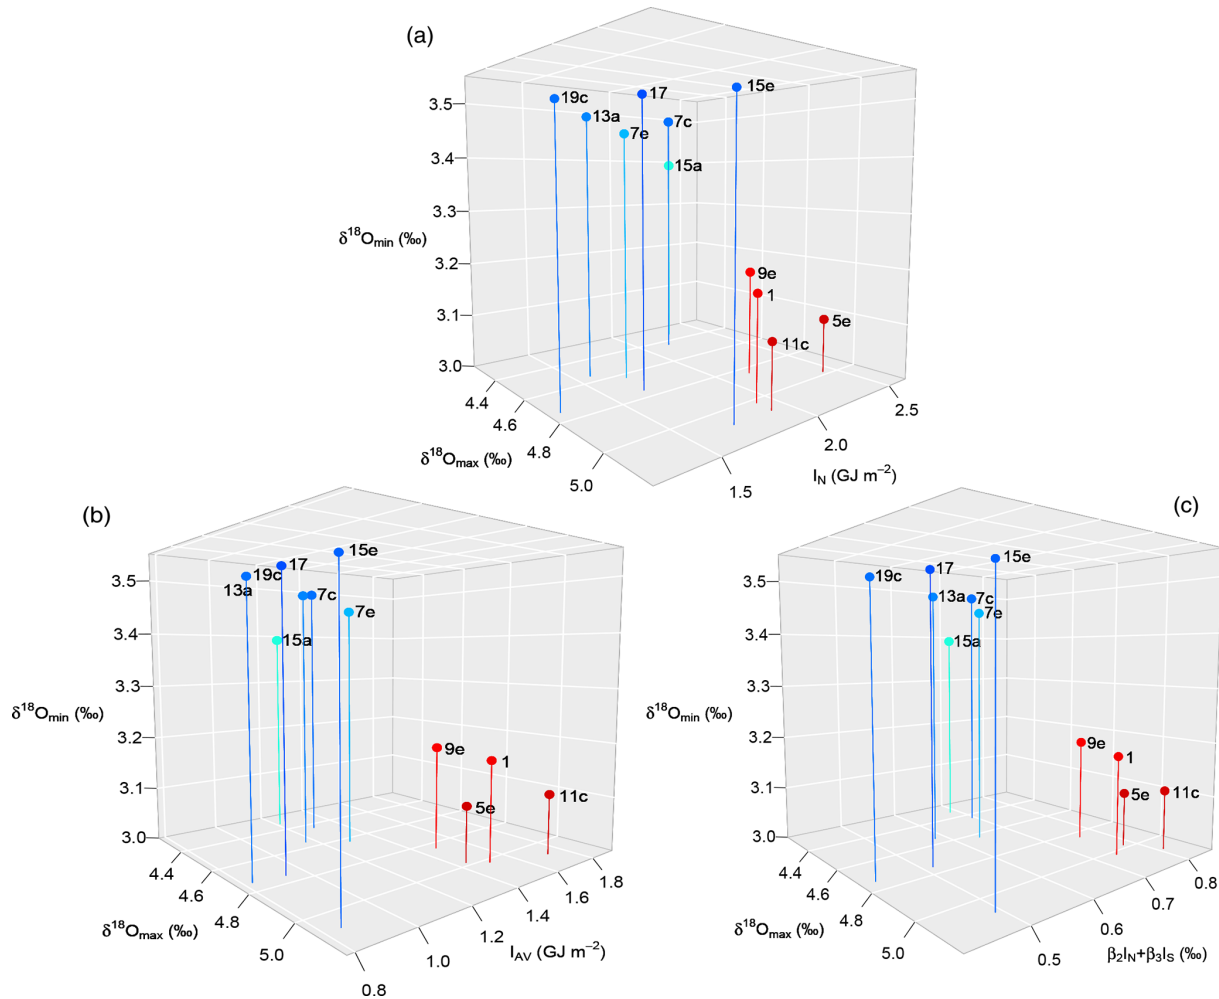 (a)
19c
17
15e
13a
7e
7c
15a
9e
1
5e
11c
3.5
3.4
3.3
3.2
3.1
3.0
δ¹⁸Omin (‰)
4.4
4.6
4.8
5.0
δ¹⁸Omax (‰)
1.5
2.0
2.5
IN (GJ m⁻²)
(b)
15e
17
19c
13a
7c
7e
15a
9e
1
5e
11c
3.5
3.4
3.3
3.2
3.1
3.0
δ¹⁸Omin (‰)
4.4
4.6
4.8
5.0
δ¹⁸Omax (‰)
0.8
1.0
1.2
1.4
1.6
1.8
IAV (GJ m⁻²)
(c)
15e
17
19c
13a
7c
7e
15a
9e
1
5e
11c
3.5
3.4
3.3
3.2
3.1
3.0
δ¹⁸Omin (‰)
4.4
4.6
4.8
5.0
δ¹⁸Omax (‰)
0.5
0.6
0.7
0.8
β₂IN+β₃IS (‰)